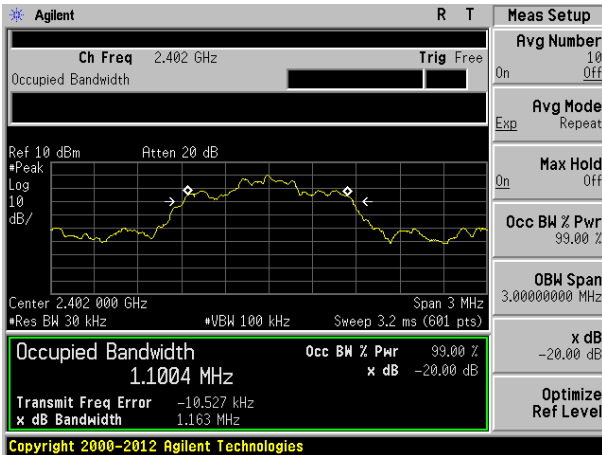 Agilent R T
Ch Freq 2.402 GHz Trig Free
Occupied Bandwidth
Ref 10 dBm Atten 20 dB
#Peak
Log
10
dB/
Center 2.402 000 GHz Span 3 MHz
#Res BW 30 kHz #VBW 100 kHz Sweep 3.2 ms (601 pts)
Occupied Bandwidth Occ BW % Pwr 99.00 %
1.1004 MHz x dB -20.00 dB
Transmit Freq Error -10.527 kHz
x dB Bandwidth 1.163 MHz
Copyright 2000-2012 Agilent Technologies
Meas Setup
Avg Number
10
On Off
Avg Mode
Exp Repeat
Max Hold
On Off
Occ BW % Pwr
99.00 %
OBW Span
3.00000000 MHz
x dB
-20.00 dB
Optimize
Ref Level